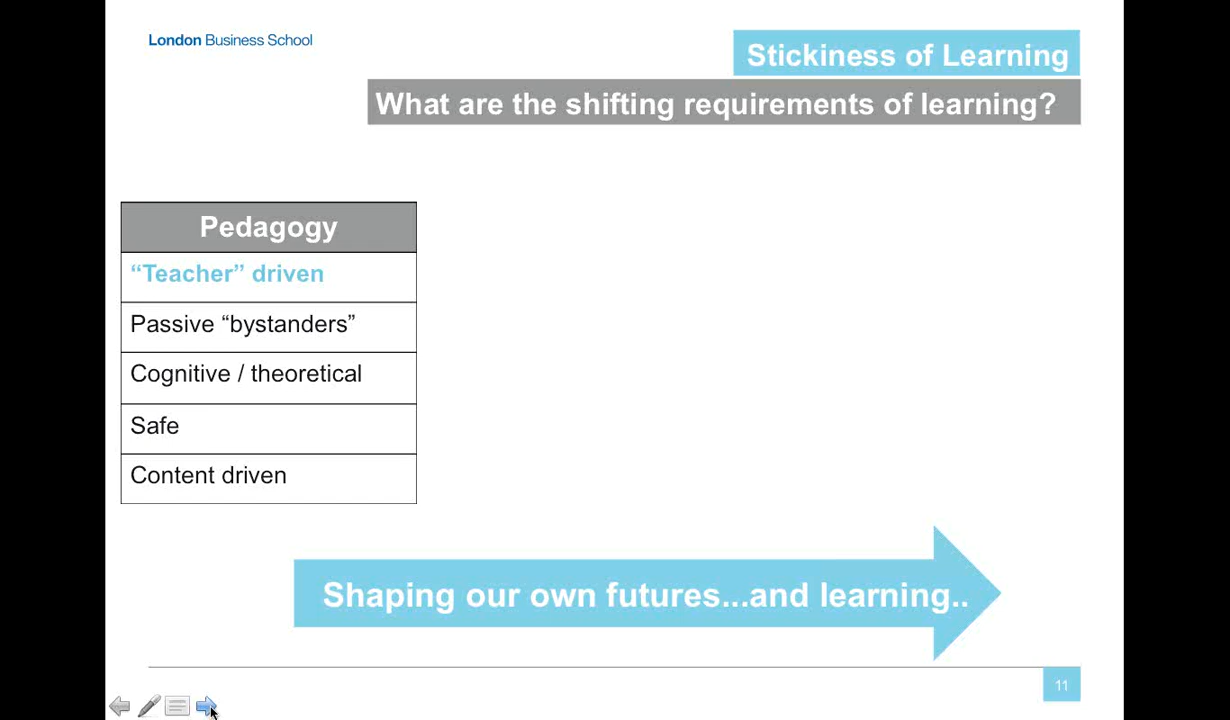 London Business School
Stickiness of Learning
What are the shifting requirements of learning?
Pedagogy
“Teacher” driven
Passive “bystanders”
Cognitive / theoretical
Safe
Content driven
Shaping our own futures...and learning..
11